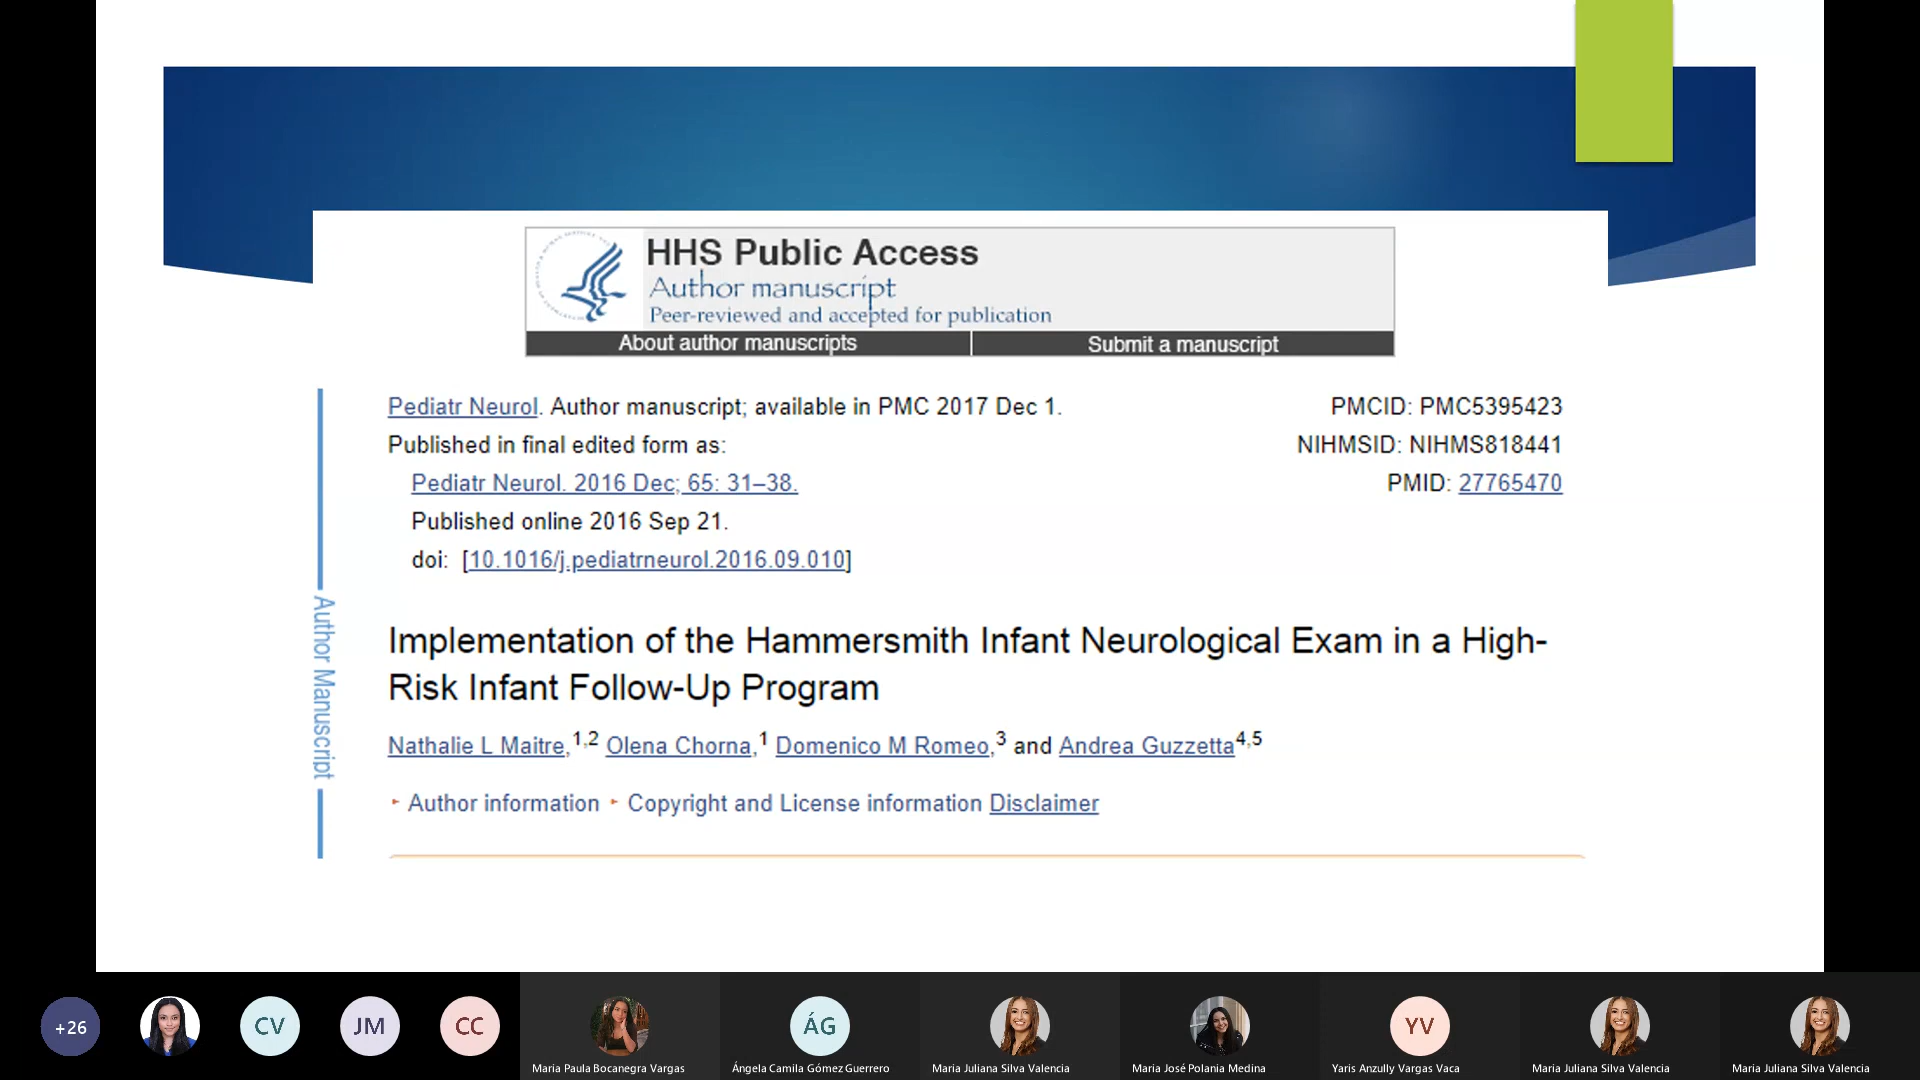 HHS Public Access
Author manuscript
Peer-reviewed and accepted for publication
About author manuscripts
Submit a manuscript
Pediatr Neurol. Author manuscript; available in PMC 2017 Dec 1.
Published in final edited form as:
Pediatr Neurol. 2016 Dec; 65: 31–38.
Published online 2016 Sep 21.
doi: [10.1016/j.pediatrneurol.2016.09.010]
PMCID: PMC5395423
NIHMSID: NIHMS818441
PMID: 27765470
Author Manuscript
Implementation of the Hammersmith Infant Neurological Exam in a High-
Risk Infant Follow-Up Program
Nathalie L Maitre,1,2 Olena Chorna,1 Domenico M Romeo,3 and Andrea Guzzetta4,5
Author information Copyright and License information Disclaimer
+26
CV
JM
CC
ÁG
YV
Maria Paula Bocanegra Vargas
Ángela Camila Gómez Guerrero
Maria Juliana Silva Valencia
Maria José Polania Medina
Yaris Anzully Vargas Vaca
Maria Juliana Silva Valencia
Maria Juliana Silva Valencia